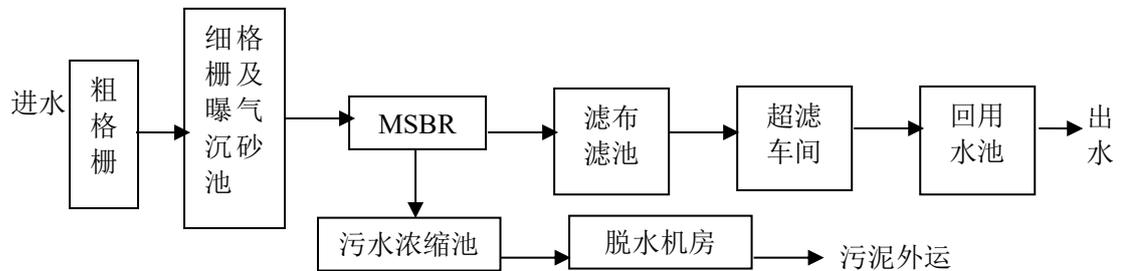 进水
粗
格
栅
细格
栅及
曝气
沉砂
池
MSBR
滤布
滤池
超滤
车间
回用
水池
出
水
污水浓缩池
脱水机房
污泥外运